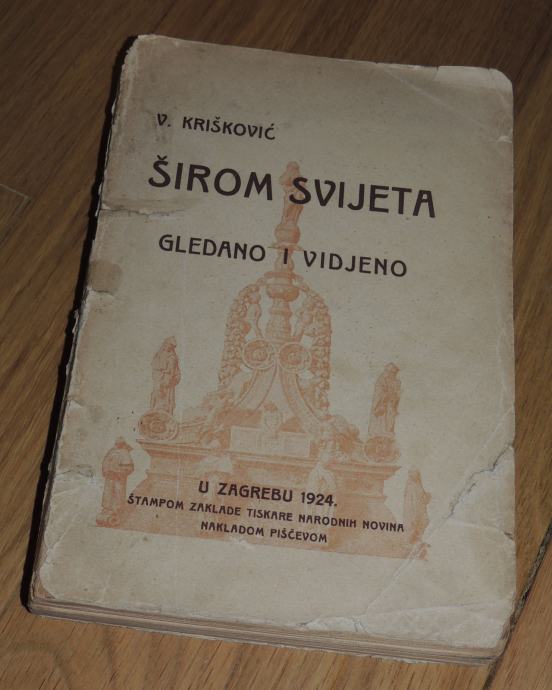 V. KRIŠKOVIĆ
ŠIROM SVIJETA
GLEDANO I VIDJENO
U ZAGREBU 1924.
ŠTAMPOM ZAKLADE TISKARE NARODNIH NOVINA
NAKLADOM PIŠČEVOM